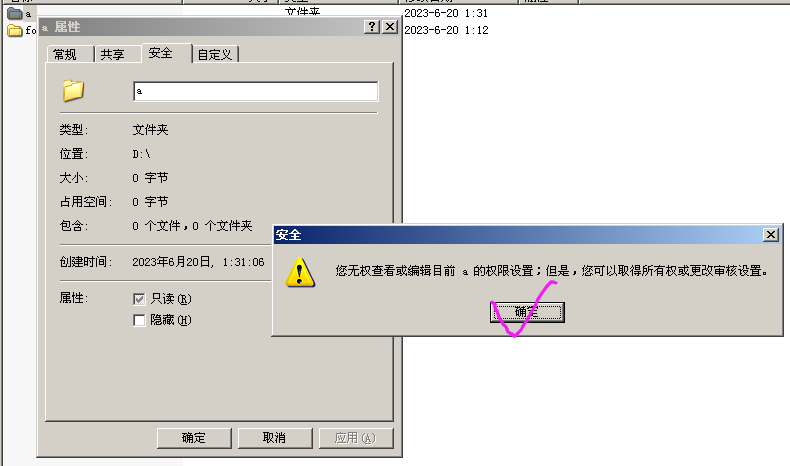 a
文件夹
2023-6-20 1:31
fo
2023-6-20 1:12
a 属性
常规
共享
安全
自定义
a
类型:
文件夹
位置:
D:\
大小:
0 字节
占用空间:
0 字节
包含:
0 个文件，0 个文件夹
创建时间:
2023年6月20日, 1:31:06
属性:
只读(R)
隐藏(H)
安全
您无权查看或编辑目前 a 的权限设置；但是，您可以取得所有权或更改审核设置。
确定
确定
取消
应用(A)